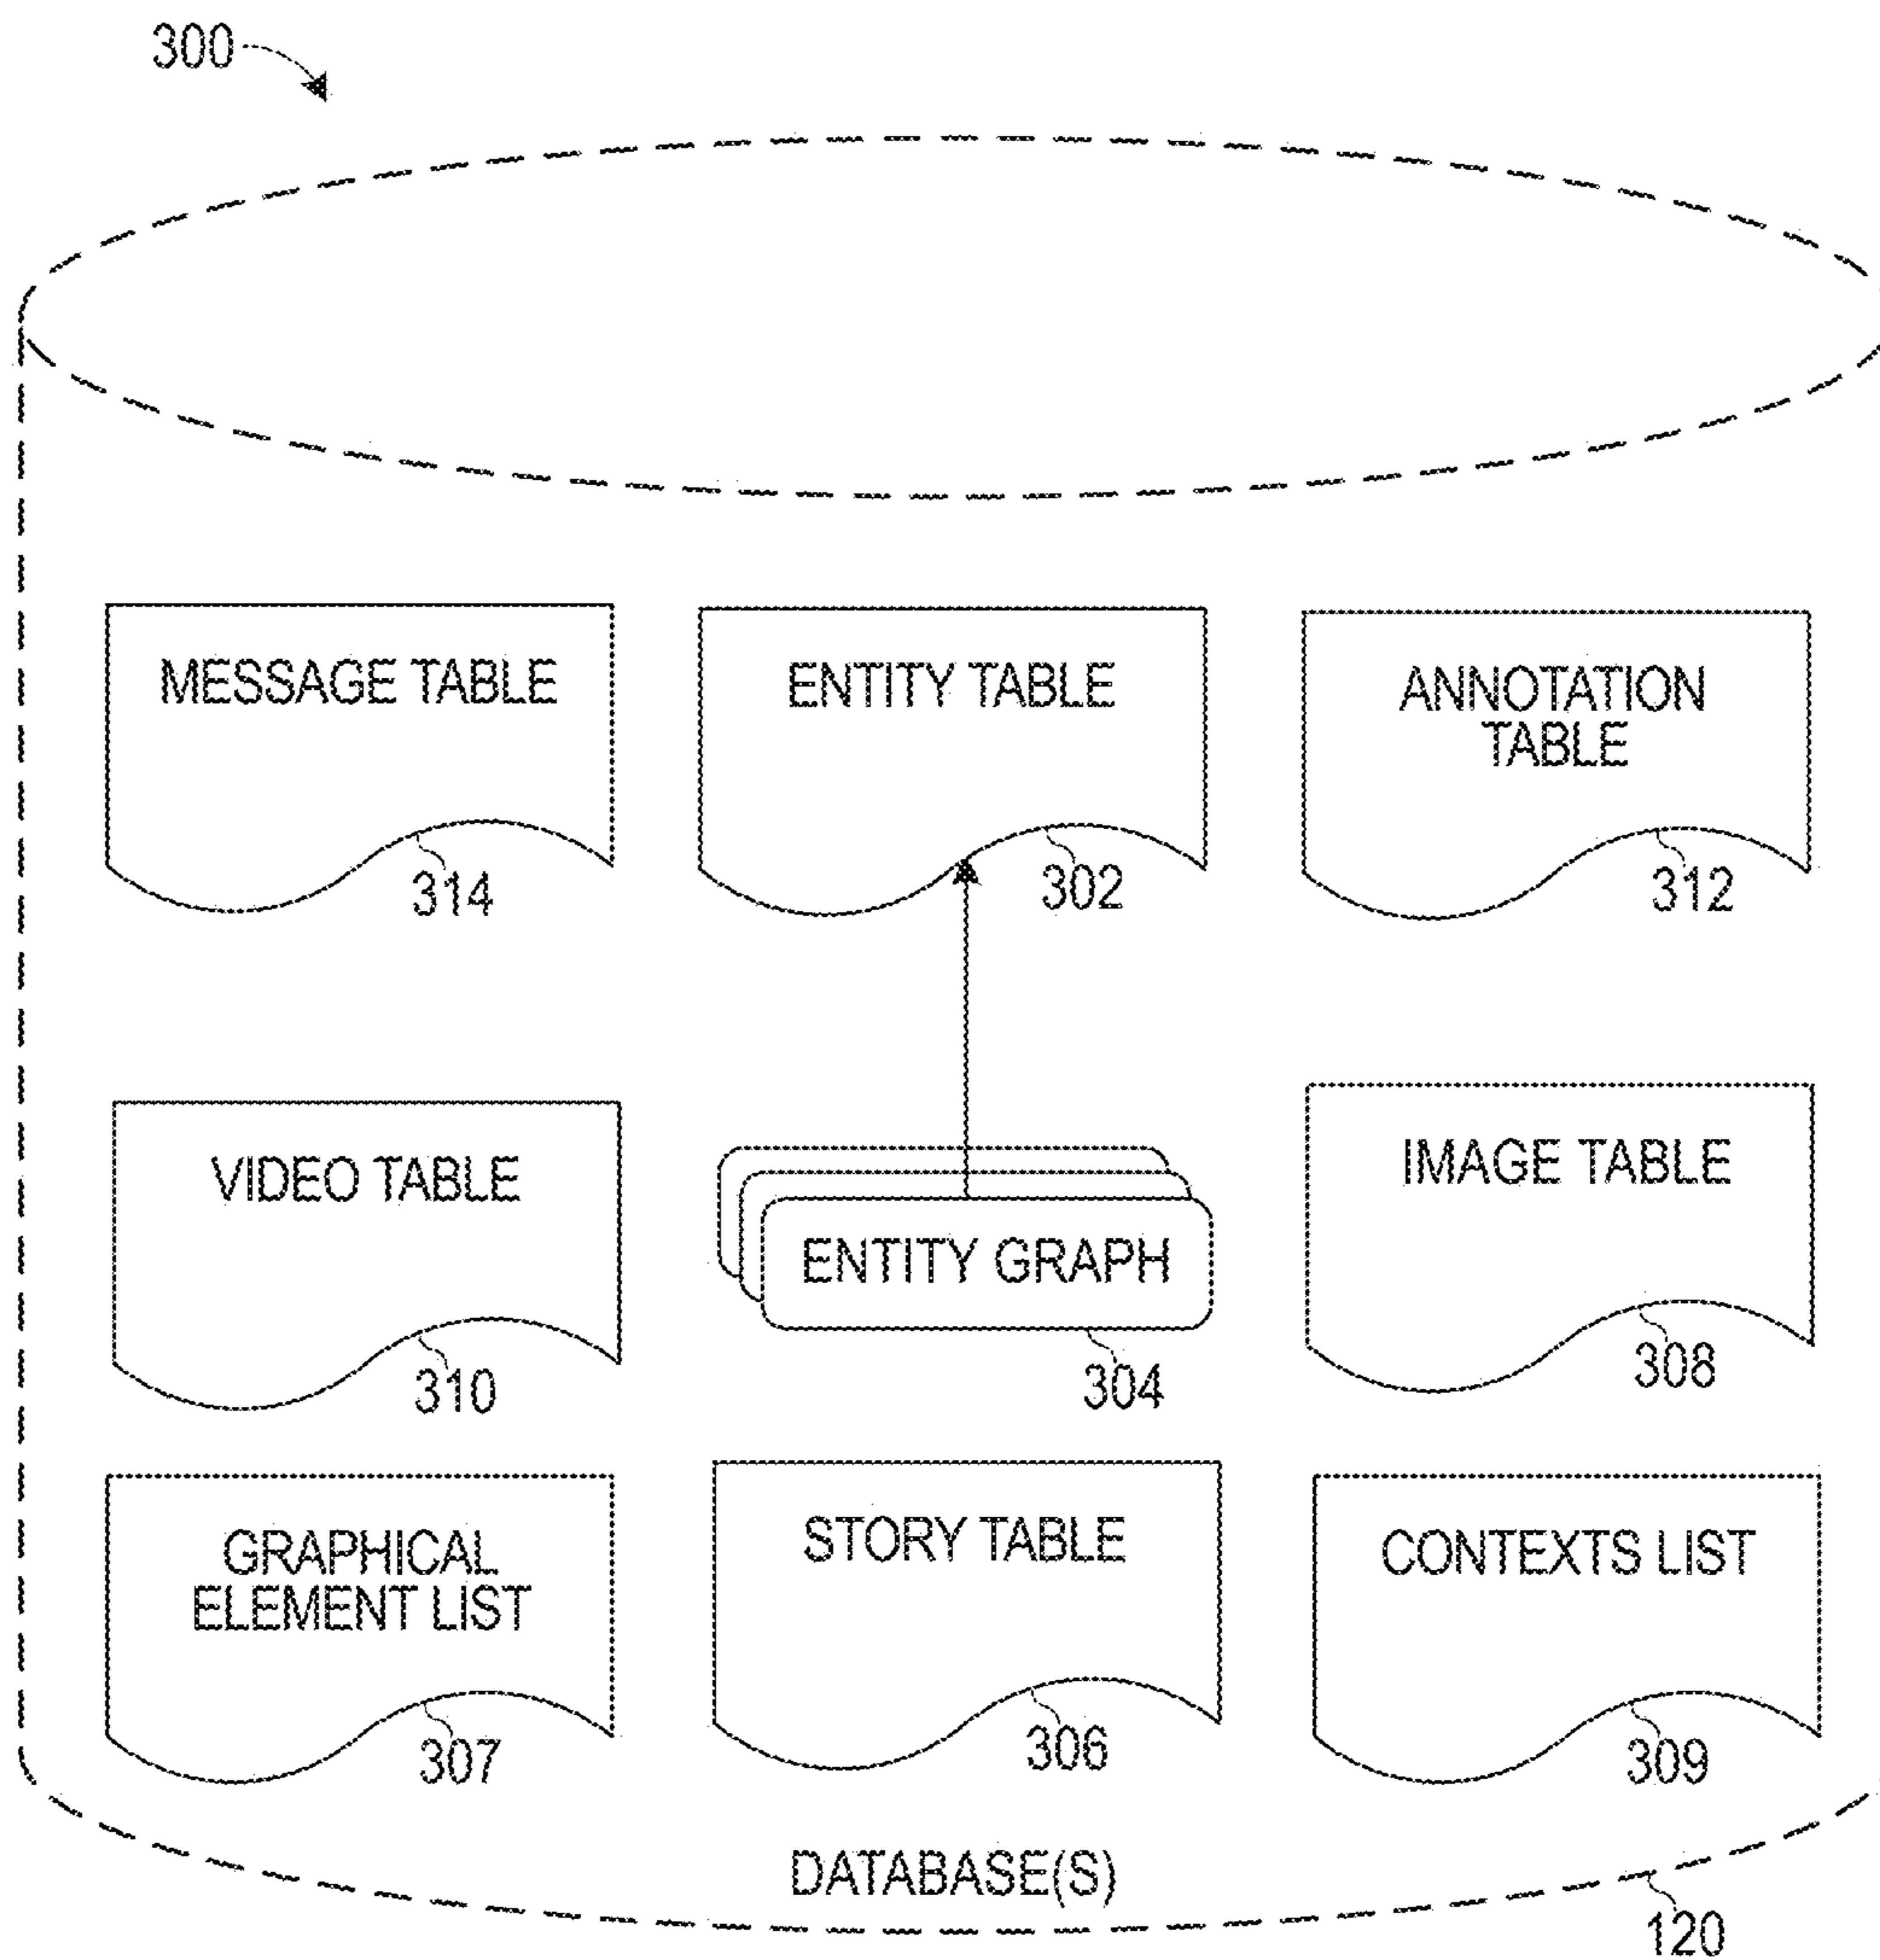 300
MESSAGE TABLE
314
ENTITY TABLE
302
ANNOTATION
TABLE
312
VIDEO TABLE
310
ENTITY GRAPH
304
IMAGE TABLE
308
GRAPHICAL
ELEMENT LIST
307
STORY TABLE
306
CONTEXTS LIST
309
DATABASE(S)
120